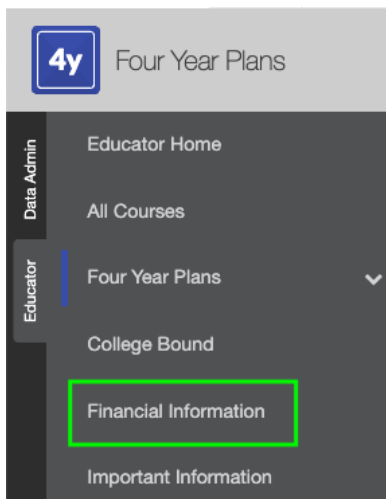 4y Four Year Plans
Data Admin
Educator
Educator Home
All Courses
Four Year Plans
College Bound
Financial Information
Important Information